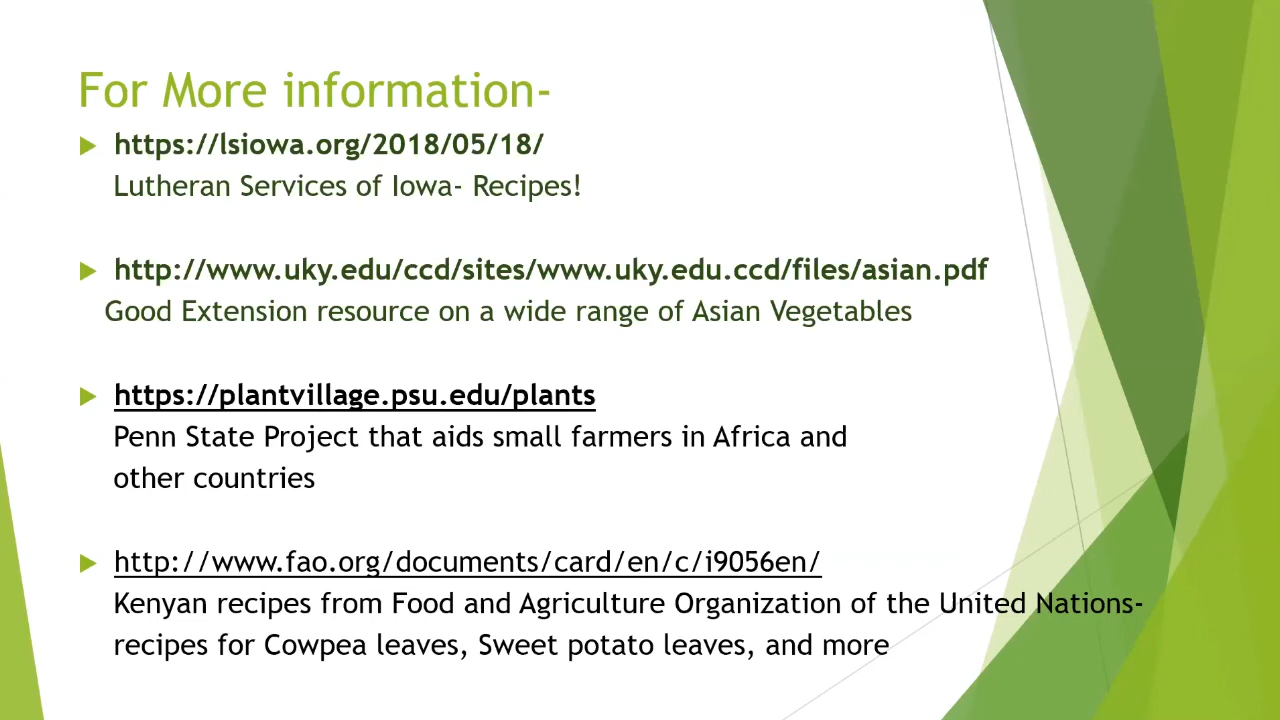 For More information-
https://lsiowa.org/2018/05/18/
Lutheran Services of Iowa- Recipes!
http://www.uky.edu/ccd/sites/www.uky.edu.ccd/files/asian.pdf
Good Extension resource on a wide range of Asian Vegetables
https://plantvillage.psu.edu/plants
Penn State Project that aids small farmers in Africa and
other countries
http://www.fao.org/documents/card/en/c/i9056en/
Kenyan recipes from Food and Agriculture Organization of the United Nations-
recipes for Cowpea leaves, Sweet potato leaves, and more